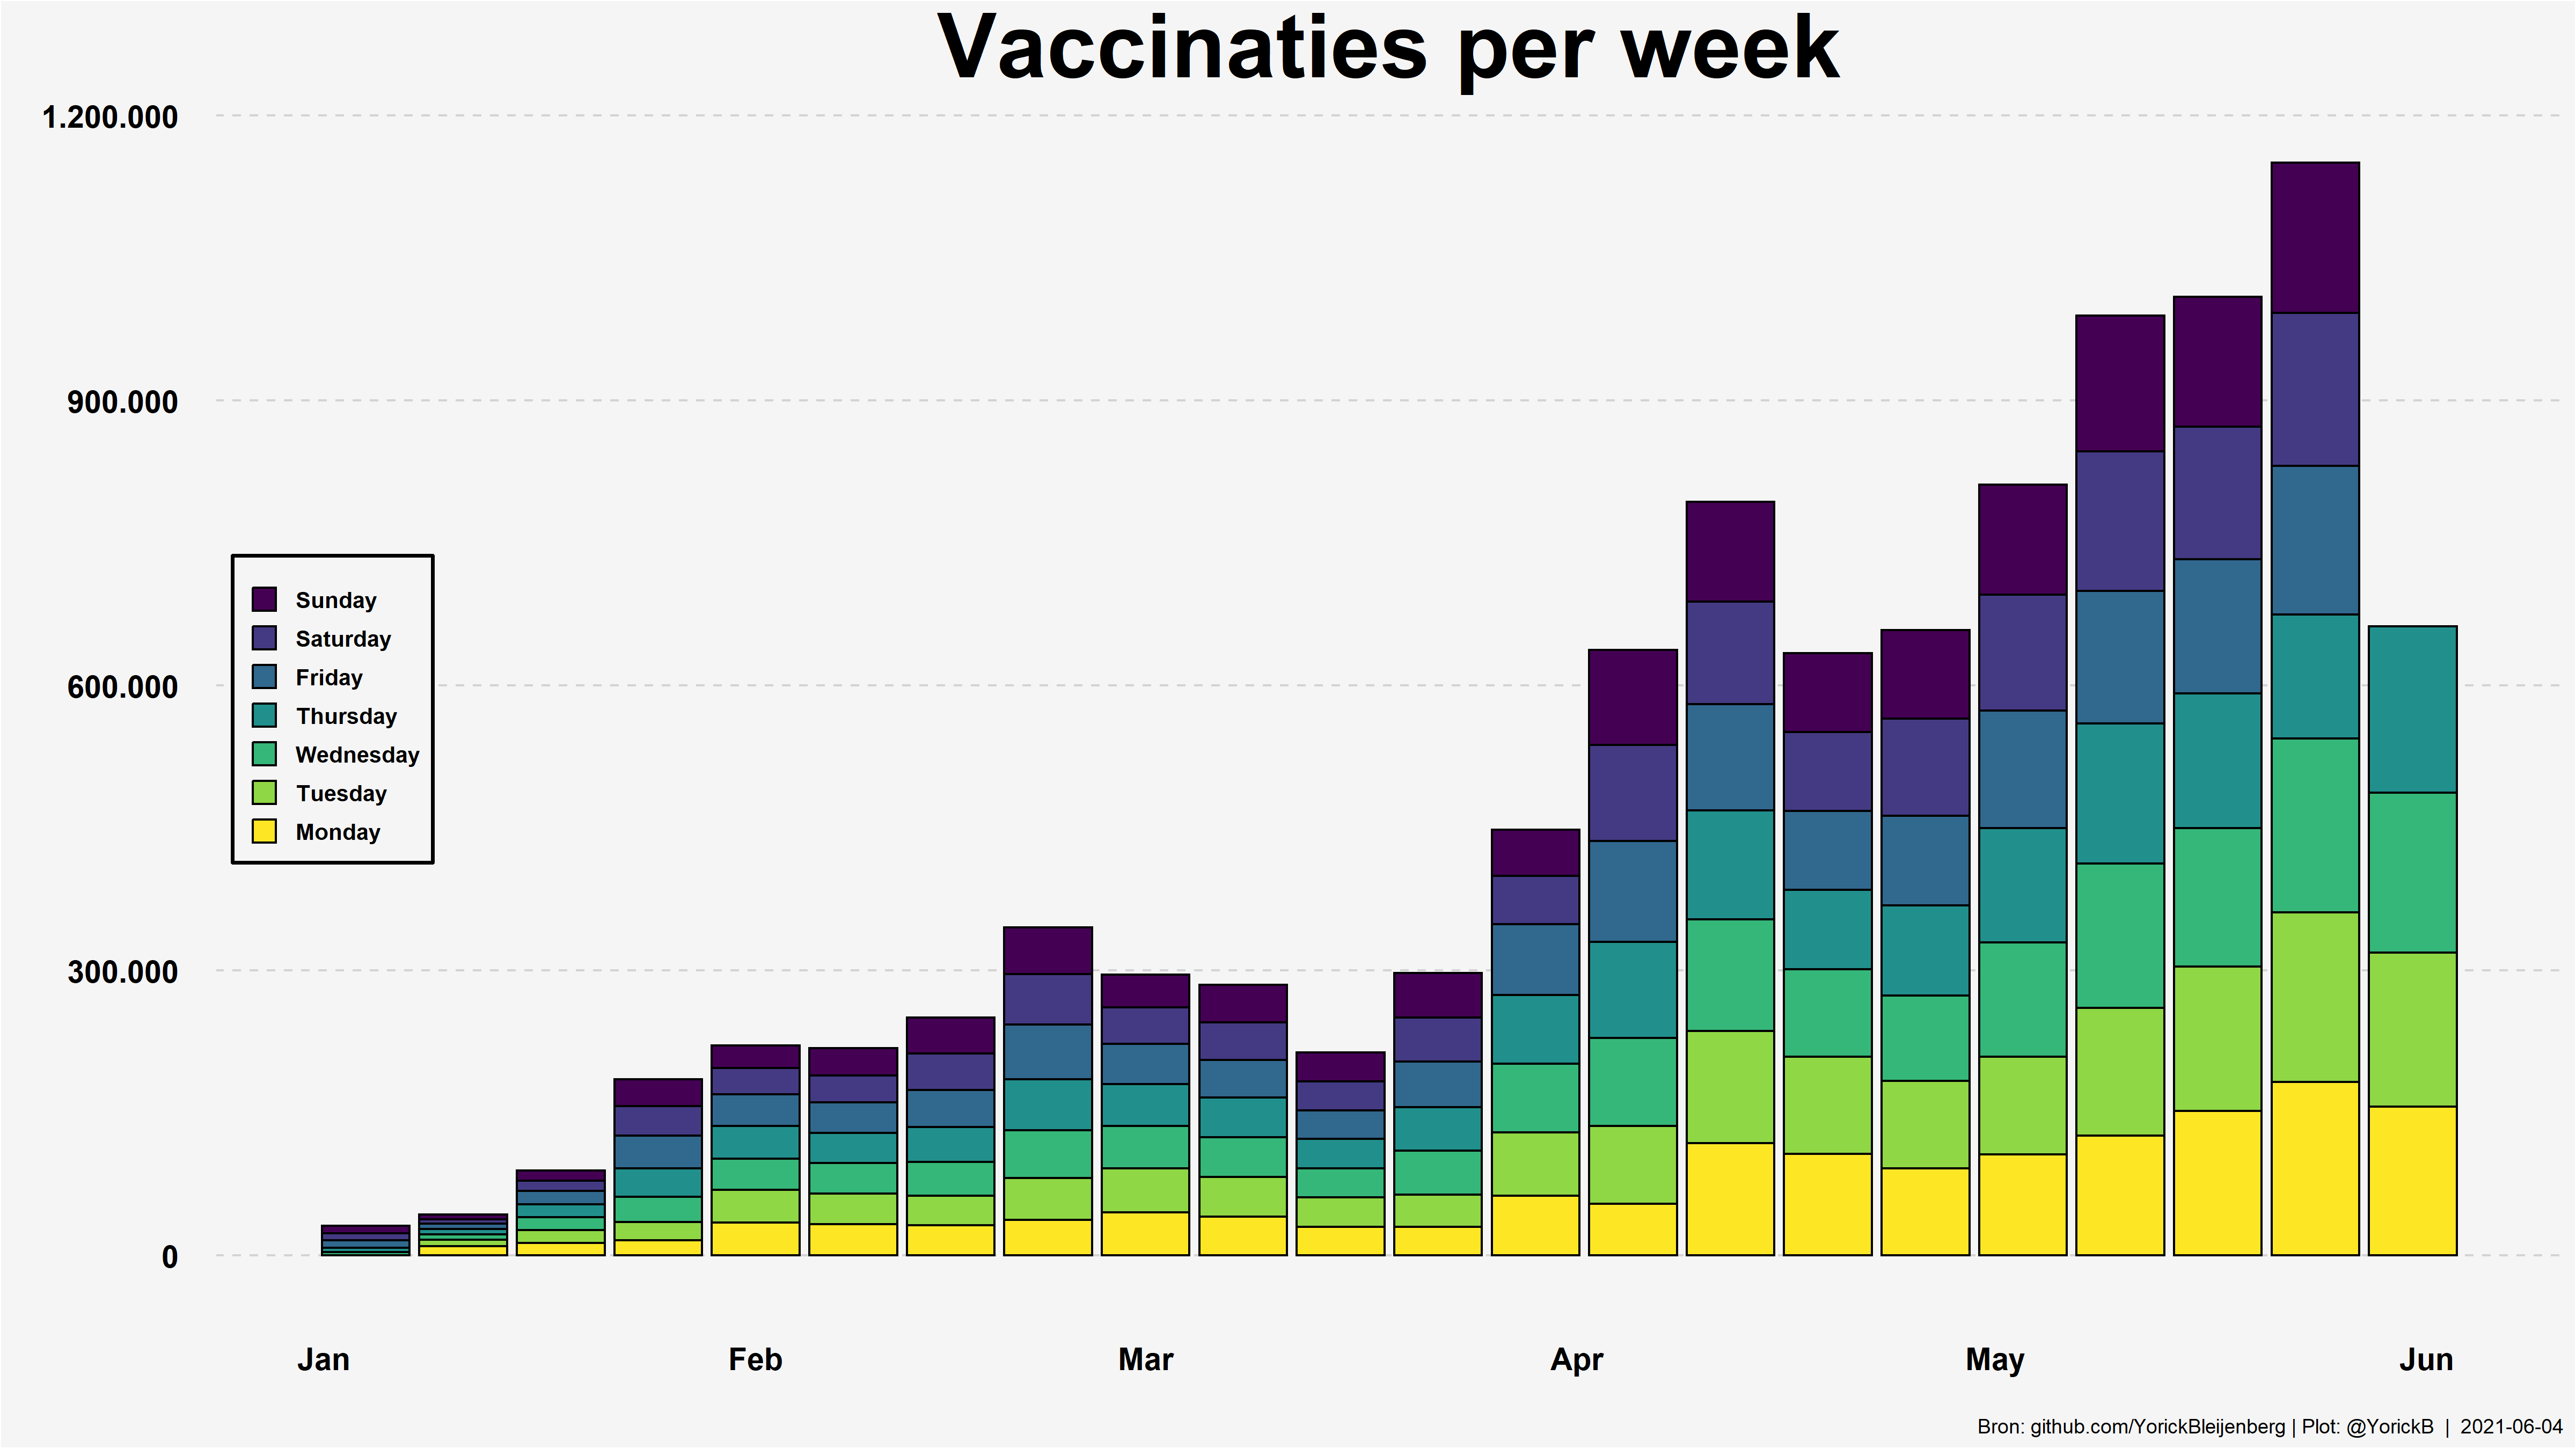 Vaccinaties per week
1.200.000
900.000
600.000
300.000
0
Sunday
Saturday
Friday
Thursday
Wednesday
Tuesday
Monday
Jan Feb Mar Apr May Jun
Bron: github.com/YorickBleijenberg | Plot: @YorickB | 2021-06-04